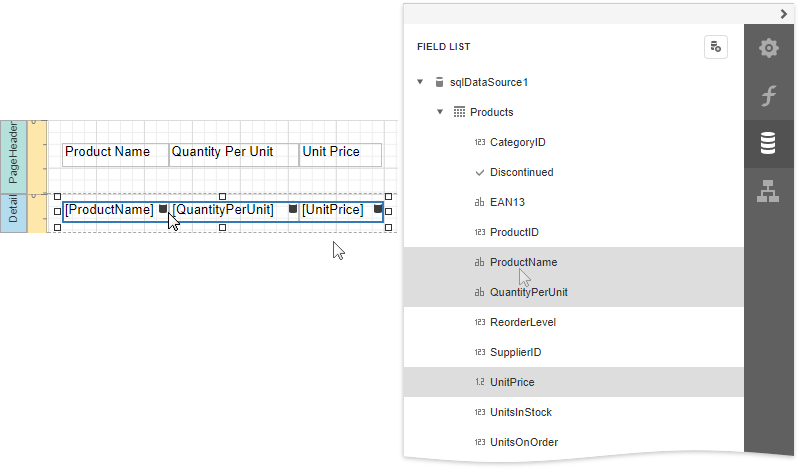 PageHeader
Product Name Quantity Per Unit Unit Price
Detail
[ProductName] [QuantityPerUnit] [UnitPrice]
FIELD LIST
sqlDataSource1
Products
123 CategoryID
Discontinued
ab EAN13
123 ProductID
ab ProductName
ab QuantityPerUnit
123 ReorderLevel
123 SupplierID
1.2 UnitPrice
123 UnitsInStock
123 UnitsOnOrder